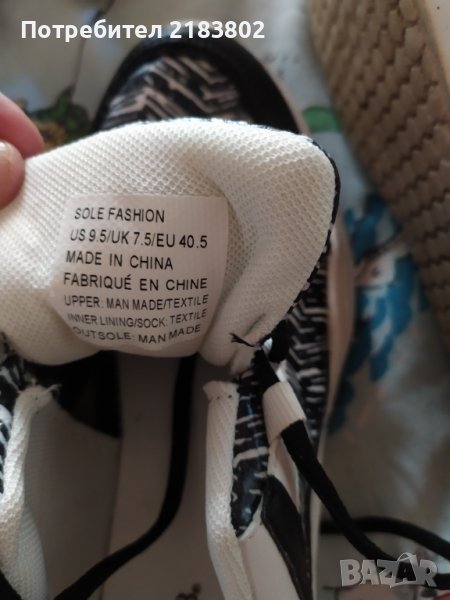 Потребител 2183802
SOLE FASHION
US 9.5/UK 7.5/EU 40.5
MADE IN CHINA
FABRIQUÉ EN CHINE
UPPER: MAN MADE/TEXTILE
INNER LINING/SOCK: TEXTILE
OUTSOLE: MAN MADE
BAZAR